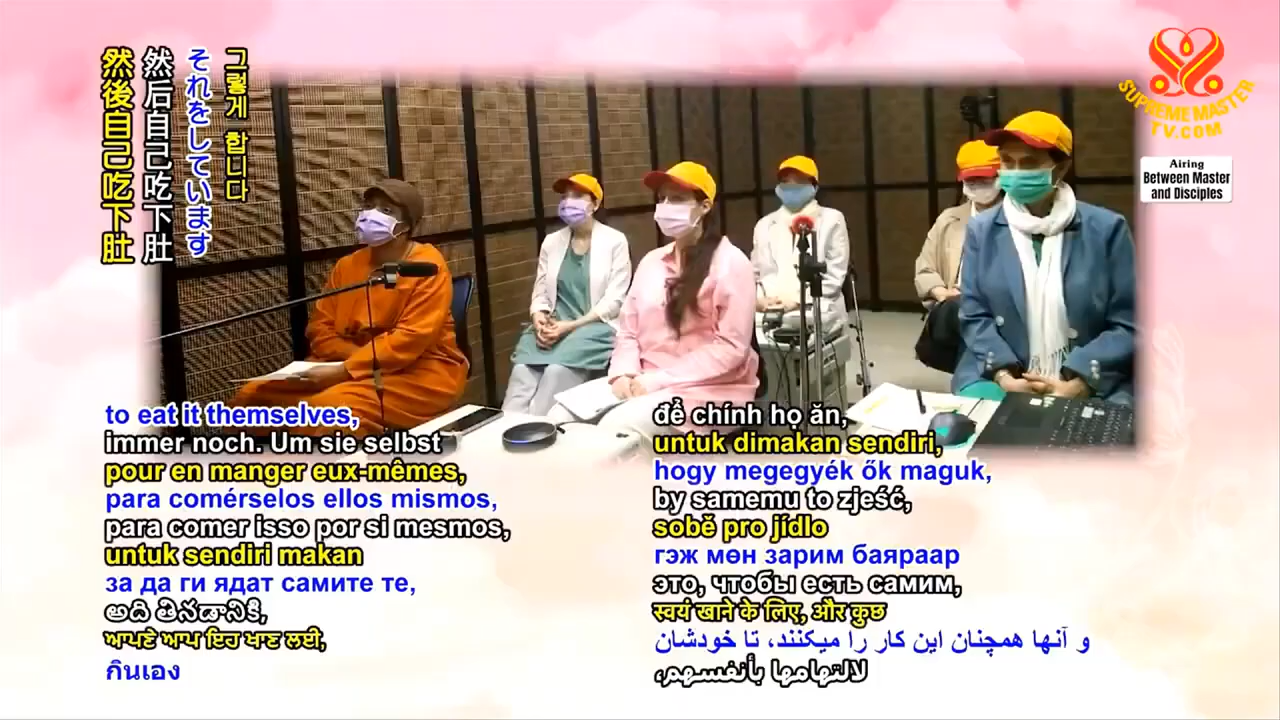 그렇게 합니다
それをしています
然后自己吃下肚
然後自己吃下肚
SUPREME MASTER
TV.COM
Airing
Between Master
and Disciples
to eat it themselves,
immer noch. Um sie selbst
pour en manger eux-mêmes,
para comérselos ellos mismos,
para comer isso por si mesmos,
untuk sendiri makan
за да ги ядат самите те,
అది తినడానికి,
ਆਪਣੇ ਆਪ ਇਹ ਖਾਣ ਲਈ,
กินเอง
để chính họ ăn,
untuk dimakan sendiri,
hogy megegyék ők maguk,
by samemu to zjeść,
sobě pro jídlo
гэж мөн зарим баяраар
это, чтобы есть самим,
स्वयं खाने के लिए, और कुछ
و آنها همچنان این کار را میکنند، تا خودشان
لالتهامها بأنفسهم،